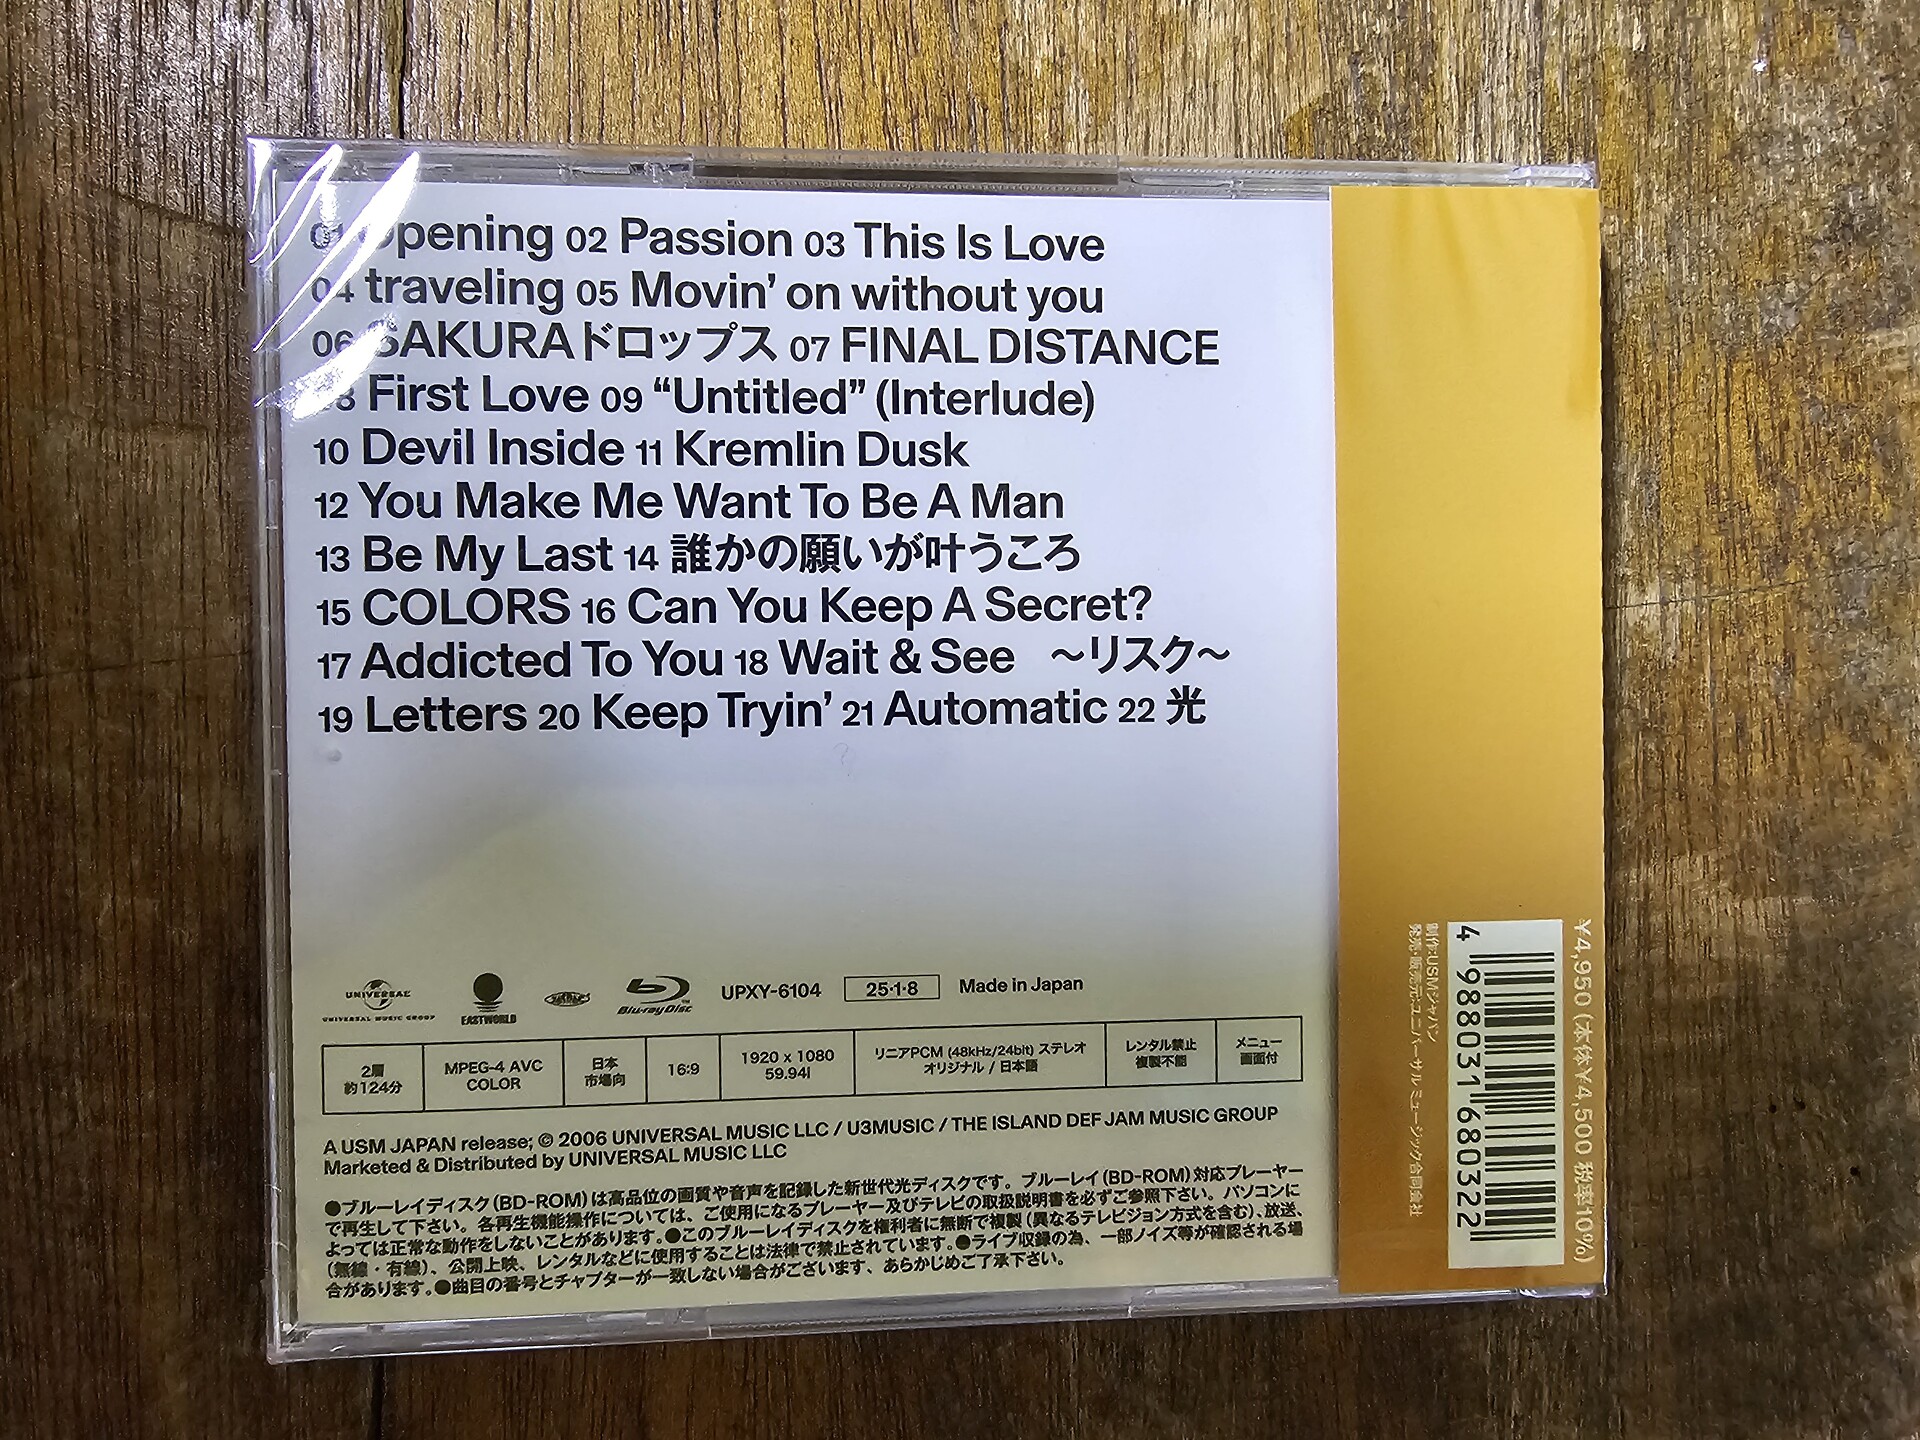 01 Opening 02 Passion 03 This Is Love
04 traveling 05 Movin' on without you
06 SAKURAドロップス 07 FINAL DISTANCE
08 First Love 09 “Untitled” (Interlude)
10 Devil Inside 11 Kremlin Dusk
12 You Make Me Want To Be A Man
13 Be My Last 14 誰かの願いが叶うころ
15 COLORS 16 Can You Keep A Secret?
17 Addicted To You 18 Wait & See ～リスク～
19 Letters 20 Keep Tryin' 21 Automatic 22 光
UNIVERSAL
UNIVERSAL MUSIC GROUP
EASTWORLD
Blu-ray Disc
TM
UPXY-6104
25·1·8
Made in Japan
2層
約124分
MPEG-4 AVC
COLOR
日本
市場向
16:9
1920 x 1080
59.94i
リニアPCM (48kHz/24bit) ステレオ
オリジナル / 日本語
レンタル禁止
複製不能
メニュー
画面付
A USM JAPAN release; © 2006 UNIVERSAL MUSIC LLC / U3MUSIC / THE ISLAND DEF JAM MUSIC GROUP
Marketed & Distributed by UNIVERSAL MUSIC LLC
●ブルーレイディスク(BD-ROM)は高品位の画質や音声を記録した新世代光ディスクです。ブルーレイ(BD-ROM)対応プレーヤー
で再生して下さい。各再生機能操作については、ご使用になるプレーヤー及びテレビの取扱説明書を必ずご参照下さい。パソコンに
よっては正常な動作をしないことがあります。●このブルーレイディスクを権利者に無断で複製(異なるテレビジョン方式を含む)、放送、
(無線・有線)、公開上映、レンタルなどに使用することは法律で禁止されています。●ライブ収録の為、一部ノイズ等が確認される場
合があります。●曲目の番号とチャプターが一致しない場合がございます、あらかじめご了承下さい。
¥4,950 (本体¥4,500 税率10%)
4 988031 680322
制作:USMジャパン
発売・販売元:ユニバーサル ミュージック合同会社